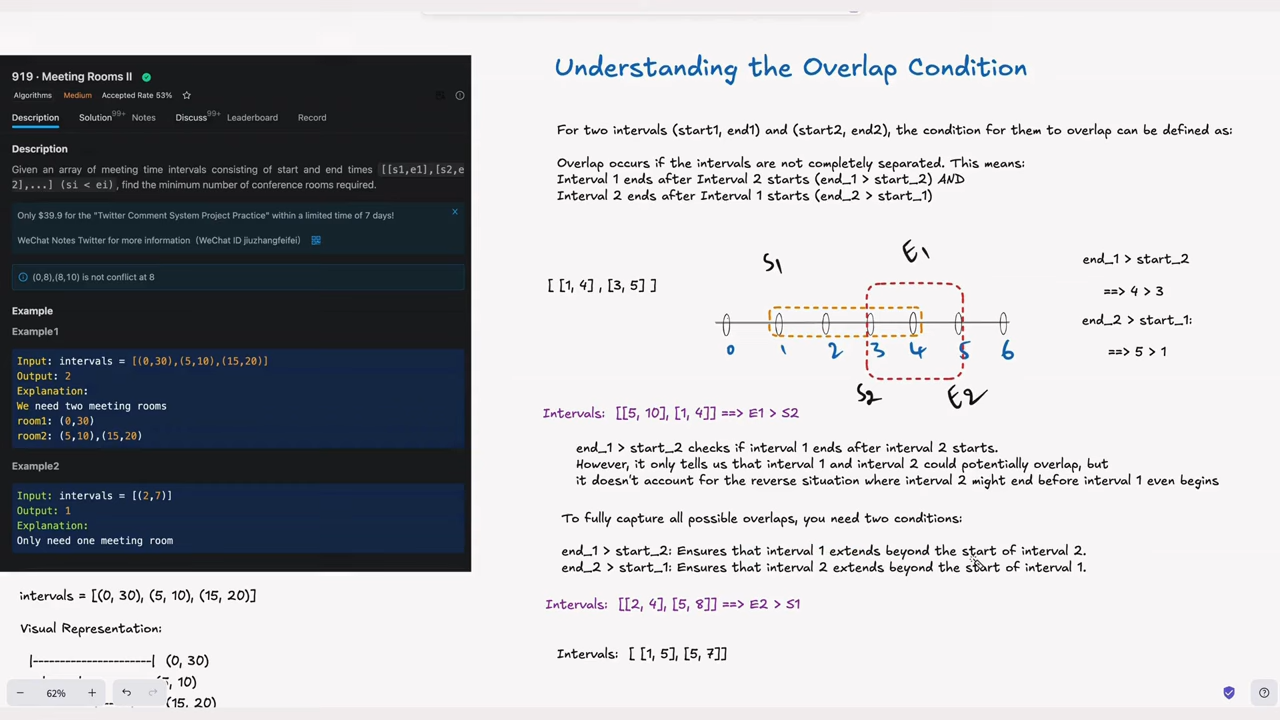 919 · Meeting Rooms II
Algorithms Medium Accepted Rate 53%
Description Solution 99+ Notes Discuss 99+ Leaderboard Record
Description
Given an array of meeting time intervals consisting of start and end times [[s1,e1],[s2,e
2],...] (si < ei), find the minimum number of conference rooms required.
Only $39.9 for the "Twitter Comment System Project Practice" within a limited time of 7 days!
WeChat Notes Twitter for more information (WeChat ID jiuzhangfeifei)
(0,8),(8,10) is not conflict at 8
Example
Example1
Input: intervals = [(0,30),(5,10),(15,20)]
Output: 2
Explanation:
We need two meeting rooms
room1: (0,30)
room2: (5,10),(15,20)
Example2
Input: intervals = [(2,7)]
Output: 1
Explanation:
Only need one meeting room
intervals = [(0, 30), (5, 10), (15, 20)]
Visual Representation:
|-----------------------| (0, 30)
10)
(15, 20)
62%
Understanding the Overlap Condition
For two intervals (start1, end1) and (start2, end2), the condition for them to overlap can be defined as:
Overlap occurs if the intervals are not completely separated. This means:
Interval 1 ends after Interval 2 starts (end_1 > start_2) AND
Interval 2 ends after Interval 1 starts (end_2 > start_1)
S1 E1
[ [1, 4] , [3, 5] ]
0 1 2 3 4 5 6
S2 E2
end_1 > start_2
==> 4 > 3
end_2 > start_1:
==> 5 > 1
Intervals: [[5, 10], [1, 4]] ==> E1 > S2
end_1 > start_2 checks if interval 1 ends after interval 2 starts.
However, it only tells us that interval 1 and interval 2 could potentially overlap, but
it doesn't account for the reverse situation where interval 2 might end before interval 1 even begins
To fully capture all possible overlaps, you need two conditions:
end_1 > start_2: Ensures that interval 1 extends beyond the start of interval 2.
end_2 > start_1: Ensures that interval 2 extends beyond the start of interval 1.
Intervals: [[2, 4], [5, 8]] ==> E2 > S1
Intervals: [ [1, 5], [5, 7]]